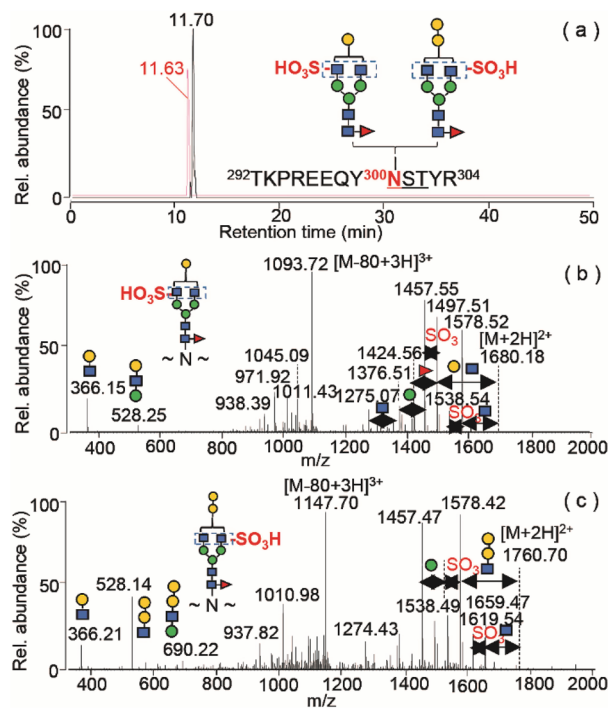 Rel. abundance (%)
100
50
0
11.70
11.63
( a )
HO₃S
SO₃H
²⁹²TKPREEQY³⁰⁰NSTYR³⁰⁴
0 10 20 30 40 50
Retention time (min)
Rel. abundance (%)
100
50
0
1093.72 [M-80+3H]³⁺
( b )
HO₃S
~ N ~
1457.55
1497.51
1578.52
SO₃
[M+2H]²⁺
1680.18
1424.56
1376.51
1275.07
1538.54
SO₃
1045.09
971.92
1011.43
938.39
366.15
528.25
400 600 800 1000 1200 1400 1600 1800 2000
m/z
Rel. abundance (%)
100
50
0
[M-80+3H]³⁺
1147.70
( c )
SO₃H
~ N ~
1457.47
1578.42
[M+2H]²⁺
1760.70
SO₃
1538.49
1659.47
1619.54
SO₃
528.14
366.21
690.22
1010.98
937.82
1274.43
400 600 800 1000 1200 1400 1600 1800 2000
m/z